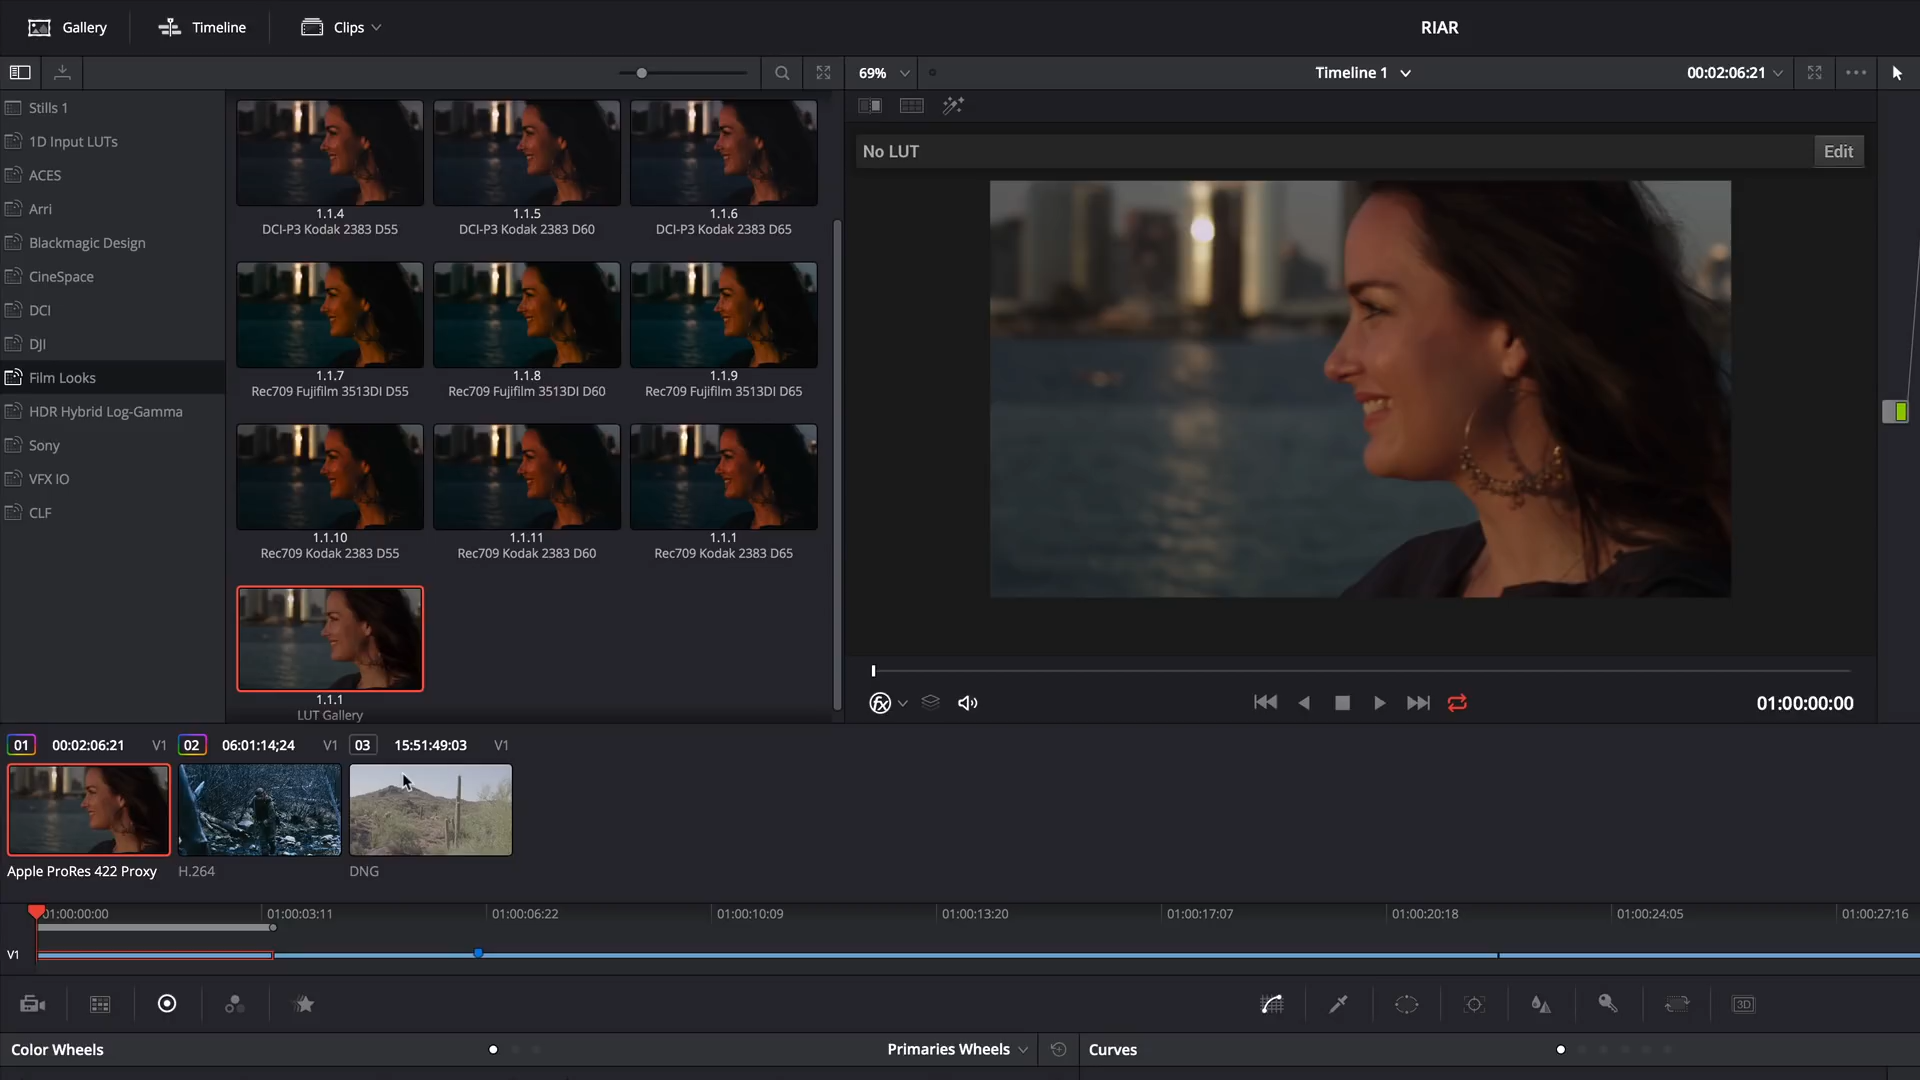 Gallery
Timeline
Clips
RIAR
69%
Timeline 1
00:02:06:21
Stills 1
1D Input LUTs
ACES
Arri
Blackmagic Design
CineSpace
DCI
DJI
Film Looks
HDR Hybrid Log-Gamma
Sony
VFX IO
CLF
1.1.4
DCI-P3 Kodak 2383 D55
1.1.5
DCI-P3 Kodak 2383 D60
1.1.6
DCI-P3 Kodak 2383 D65
1.1.7
Rec709 Fujifilm 3513DI D55
1.1.8
Rec709 Fujifilm 3513DI D60
1.1.9
Rec709 Fujifilm 3513DI D65
1.1.10
Rec709 Kodak 2383 D55
1.1.11
Rec709 Kodak 2383 D60
1.1.1
Rec709 Kodak 2383 D65
1.1.1
LUT Gallery
No LUT
Edit
fx
01:00:00:00
01 00:02:06:21 V1
Apple ProRes 422 Proxy
02 06:01:14;24 V1
H.264
03 15:51:49:03 V1
DNG
01:00:00:00
01:00:03:11
01:00:06:22
01:00:10:09
01:00:13:20
01:00:17:07
01:00:20:18
01:00:24:05
01:00:27:16
V1
3D
Color Wheels
Primaries Wheels
Curves